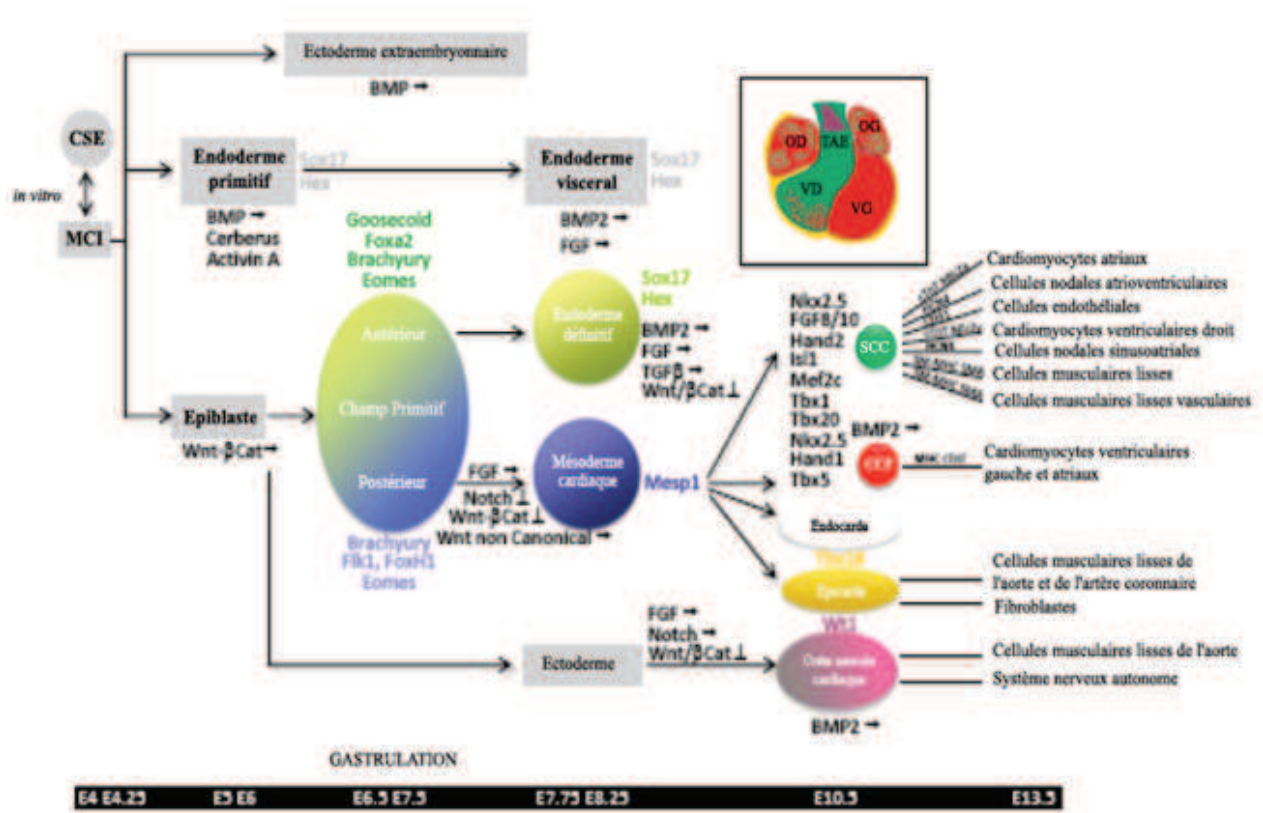 Ectoderme extraembryonnaire
BMP →
CSE
in vitro
MCI
Endoderme
primitif
Sox17
Hex
BMP →
Cerberus
Activin A
Endoderme
visceral
Sox17
Hex
BMP2 →
FGF →
OD
TAE
OG
VD
VG
Goosecoid
Foxa2
Brachyury
Eomes
Antérieur
Champ Primitif
Postérieur
Brachyury
Flk1, FoxH1
Eomes
Endoderme
définitif
Sox17
Hex
BMP2 →
FGF →
TGFβ →
Wnt/βCat ⊥
Epiblaste
Wnt-βCat →
FGF →
Notch ⊥
Wnt-βCat ⊥
Wnt non Canonical →
Mésoderme
cardiaque
Mesp1
Nkx2.5
FGF8/10
Hand2
Isl1
Mef2c
Tbx1
Tbx20
Nkx2.5
Hand1
Tbx5
SCC
Cardiomyocytes atriaux
Cellules nodales atrioventriculaires
Cellules endothéliales
Cardiomyocytes ventriculaires droit
Cellules nodales sinusoatriales
Cellules musculaires lisses
Cellules musculaires lisses vasculaires
BMP2 →
Cardiomyocytes ventriculaires
gauche et atriaux
Endocarde
Epicarde
Cellules musculaires lisses de
l'aorte et de l'artère coronnaire
Fibroblastes
Wt1
Ectoderme
FGF →
Notch →
Wnt/βCat ⊥
cardiaque
BMP2 →
Cellules musculaires lisses de l'aorte
Système nerveux autonome
GASTRULATION
E4 E4.25 E5 E6 E6.5 E7.5 E7.75 E8.25 E10.5 E13.5